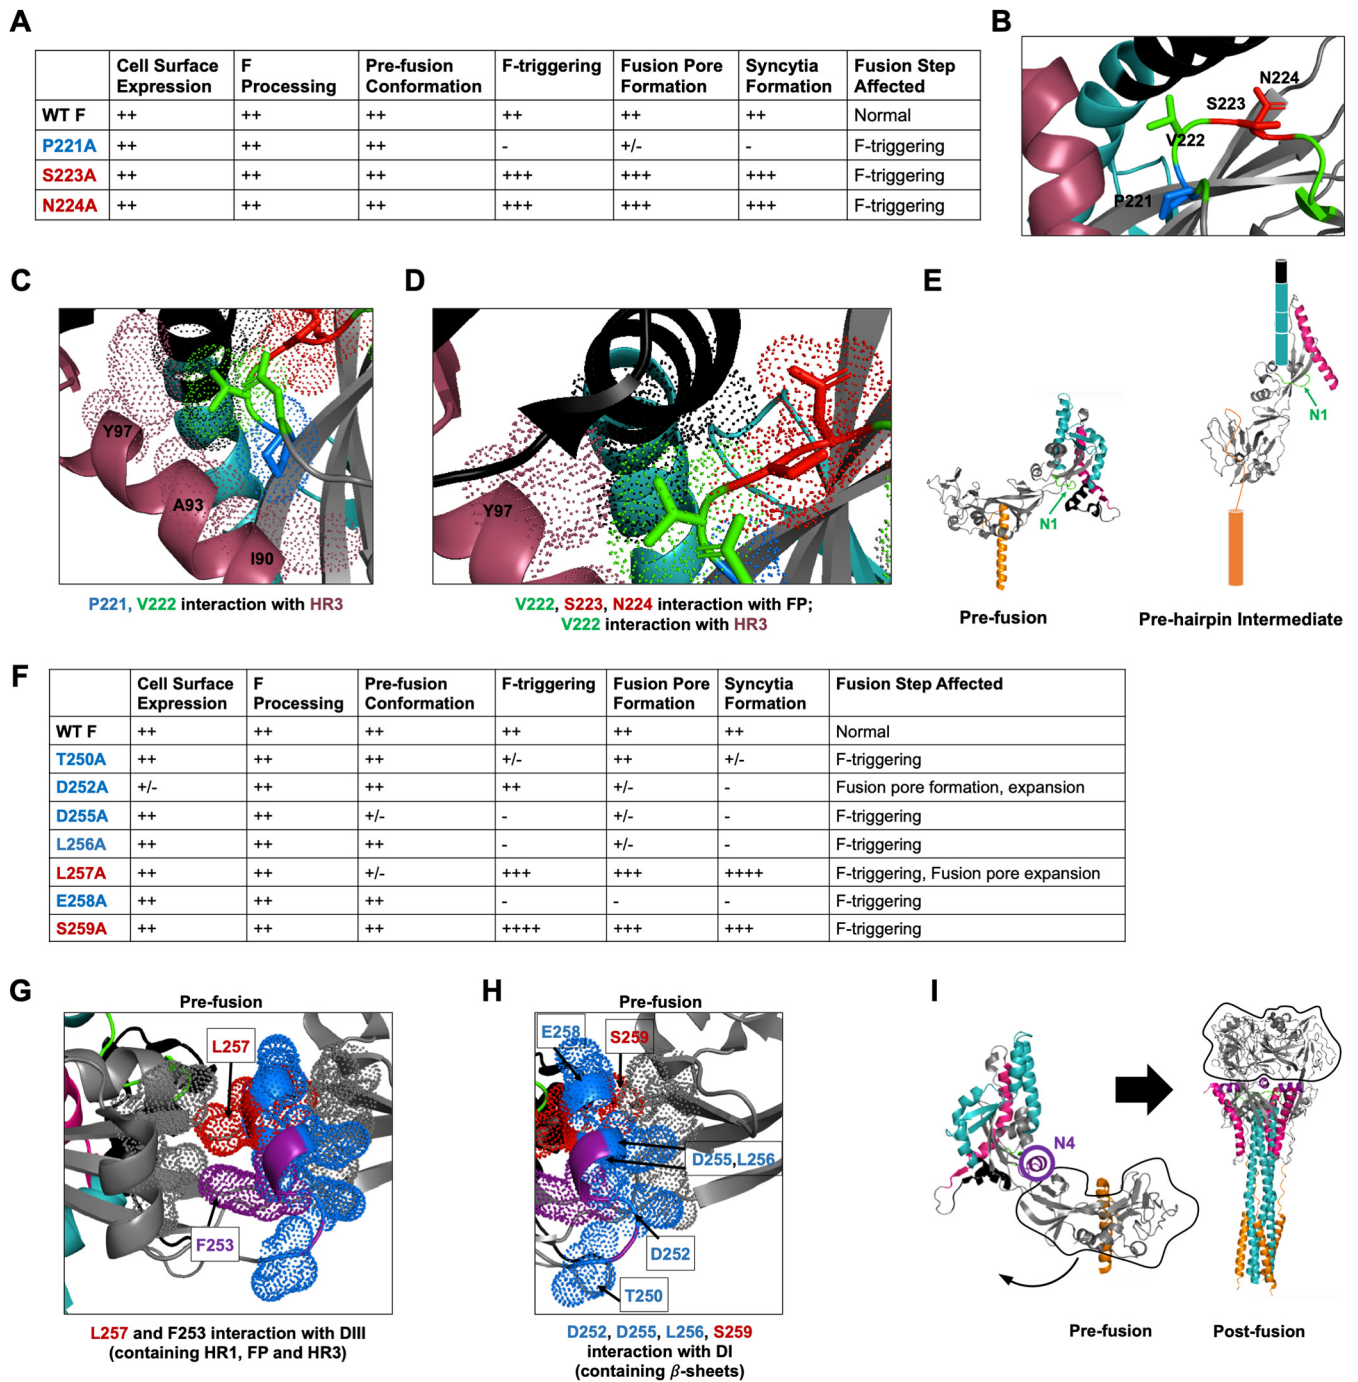 A
Cell Surface Expression F Processing Pre-fusion Conformation F-triggering Fusion Pore Formation Syncytia Formation Fusion Step Affected
WT F ++ ++ ++ ++ ++ ++ Normal
P221A ++ ++ ++ - +/- - F-triggering
S223A ++ ++ ++ +++ +++ +++ F-triggering
N224A ++ ++ ++ +++ +++ +++ F-triggering
B
N224
S223
V222
P221
C
Y97
A93
I90
P221, V222 interaction with HR3
D
Y97
V222, S223, N224 interaction with FP;
V222 interaction with HR3
E
N1
N1
Pre-fusion
Pre-hairpin Intermediate
F
Cell Surface Expression F Processing Pre-fusion Conformation F-triggering Fusion Pore Formation Syncytia Formation Fusion Step Affected
WT F ++ ++ ++ ++ ++ ++ Normal
T250A ++ ++ ++ +/- ++ +/- F-triggering
D252A +/- ++ ++ ++ +/- - Fusion pore formation, expansion
D255A ++ ++ +/- - +/- - F-triggering
L256A ++ ++ ++ - +/- - F-triggering
L257A ++ ++ +/- +++ +++ ++++ F-triggering, Fusion pore expansion
E258A ++ ++ ++ - - - F-triggering
S259A ++ ++ ++ ++++ +++ +++ F-triggering
G
Pre-fusion
L257
F253
L257 and F253 interaction with DIII
(containing HR1, FP and HR3)
H
Pre-fusion
E258
S259
D255,L256
D252
T250
D252, D255, L256, S259
interaction with DI
(containing β-sheets)
I
N4
Pre-fusion
Post-fusion